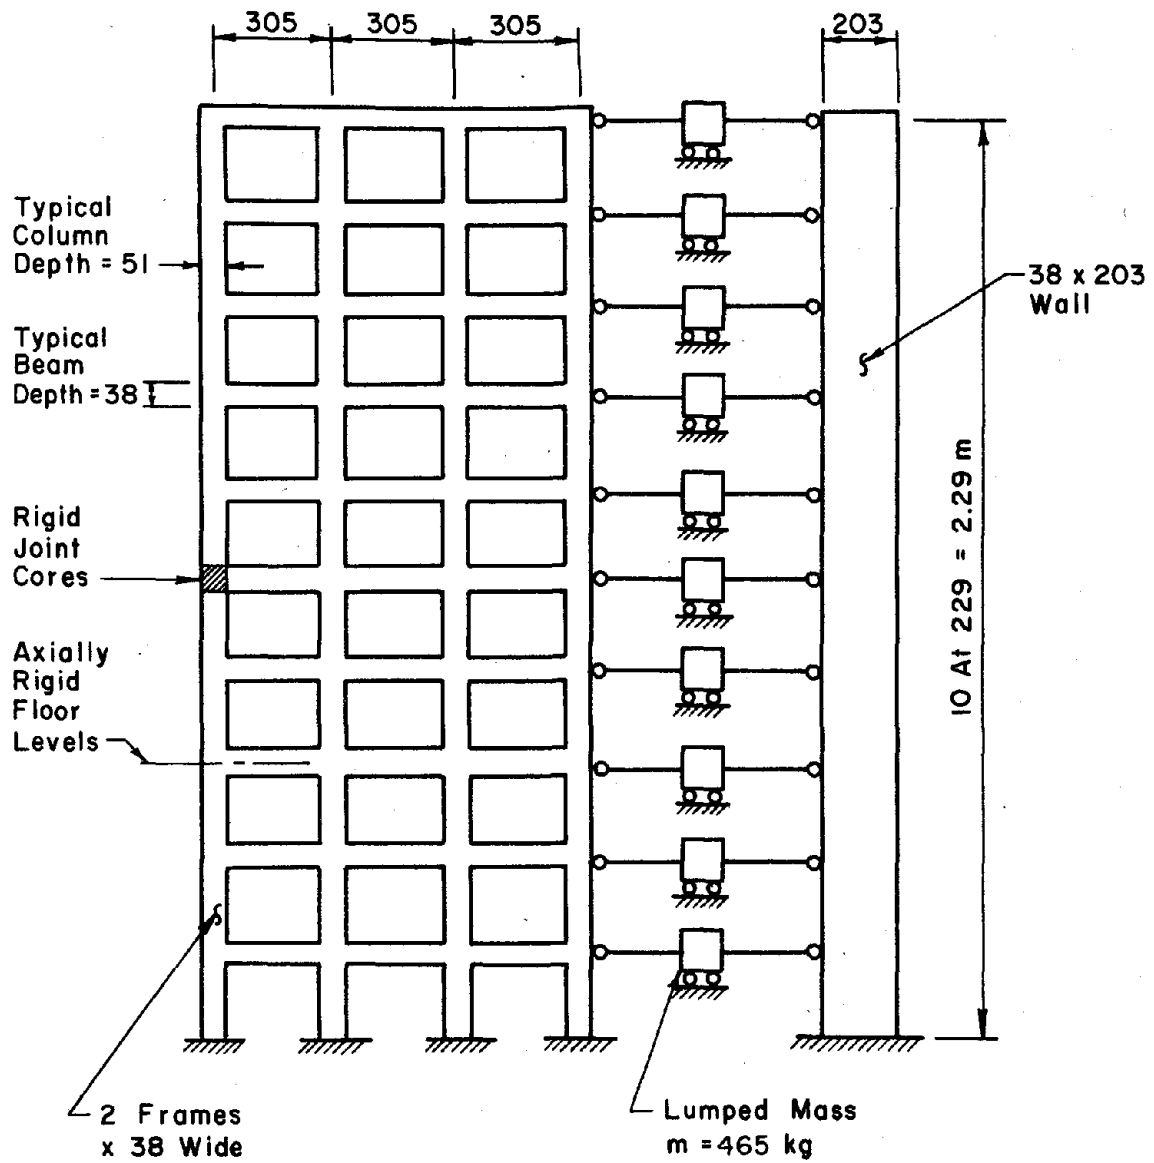 305
305
305
203
Typical
Column
Depth = 51
38 x 203
Wall
Typical
Beam
Depth = 38
10 At 229 = 2.29 m
Rigid
Joint
Cores
Axially
Rigid
Floor
Levels
2 Frames
x 38 Wide
Lumped Mass
m = 465 kg